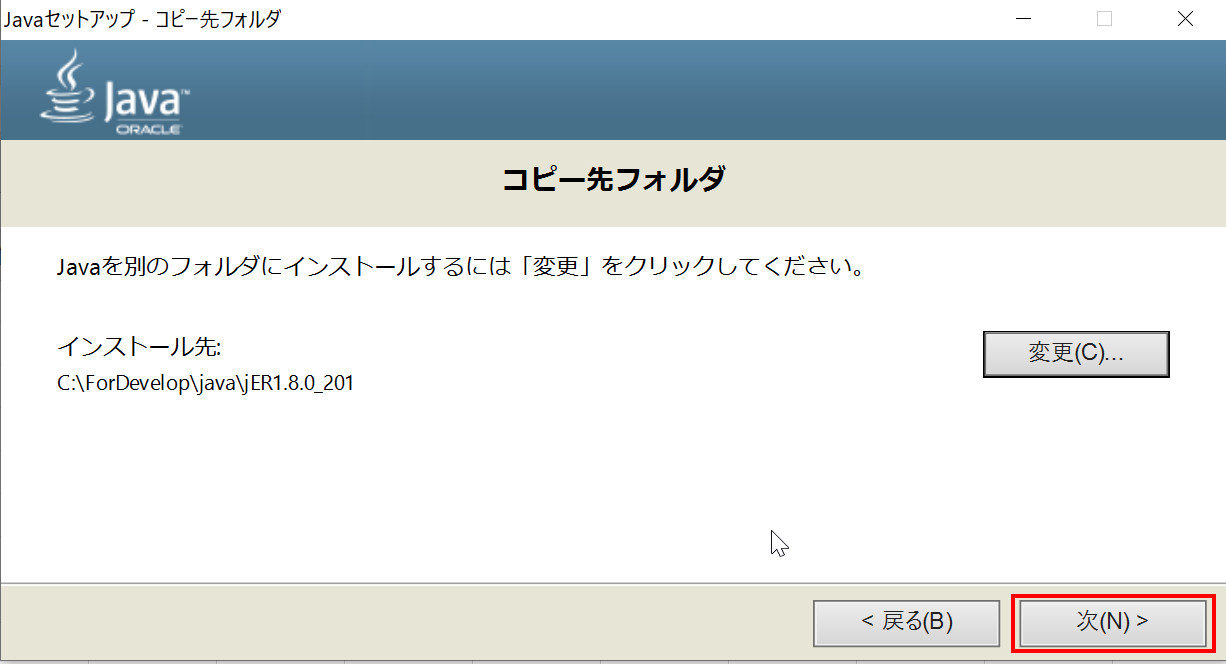 Javaセットアップ - コピー先フォルダ
Java™
ORACLE
コピー先フォルダ
Javaを別のフォルダにインストールするには「変更」をクリックしてください。
インストール先:
変更(C)...
C:\ForDevelop\java\jER1.8.0_201
< 戻る(B)
次(N) >